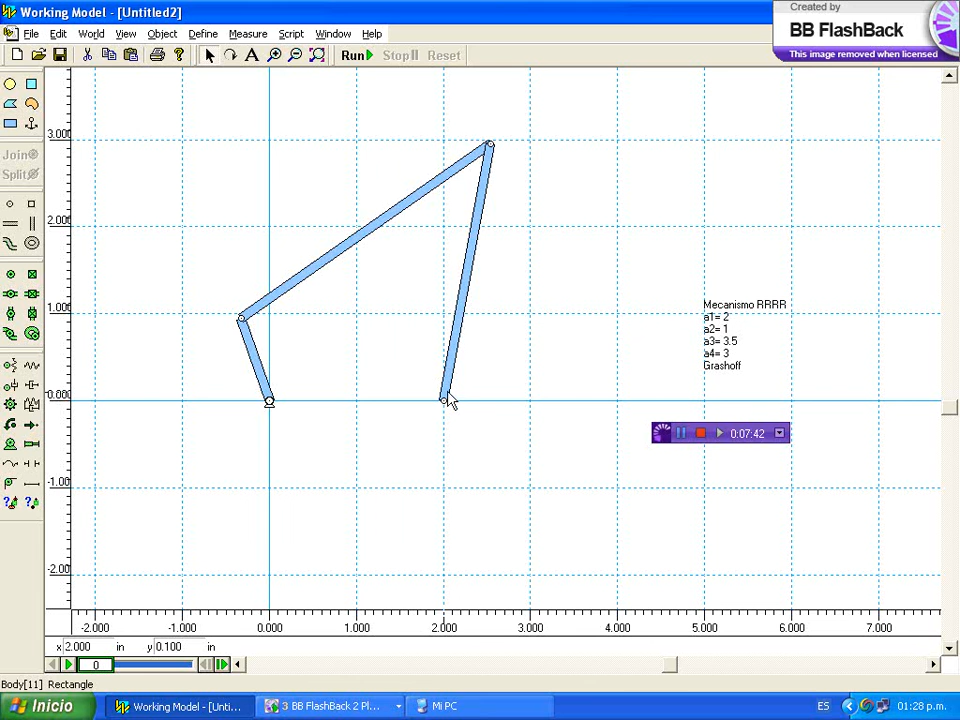 Working Model - [Untitled2]
File Edit World View Object Define Measure Script Window Help
Created by
BB FlashBack
This image removed when licensed
Run Stop Reset
Join
Split
3.000
2.000
1.000
0.000
-1.00
-2.00
Mecanismo RRRR
a1= 2
a2= 1
a3= 3.5
a4= 3
Grashoff
0:07:42
-2.000 -1.000 0.000 1.000 2.000 3.000 4.000 5.000 6.000 7.000
x 2.000 in y 0.100 in
0
Body[11] Rectangle
Inicio
Working Model - [Unti...
3 BB FlashBack 2 Pl...
Mi PC
ES
01:28 p.m.